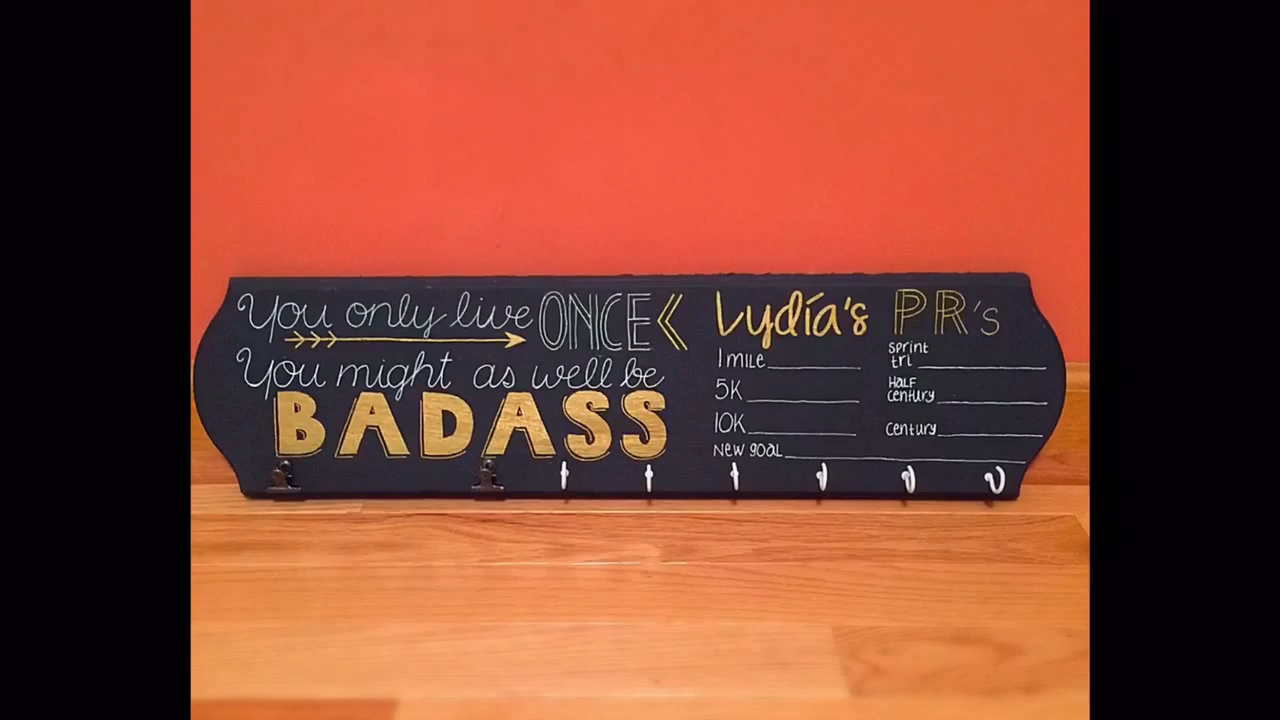 You only live ONCE
You might as well be
BADASS
Lydía's PR's
1 MILE
5K
10K
New goal
Sprint
tri
HALF
century
century